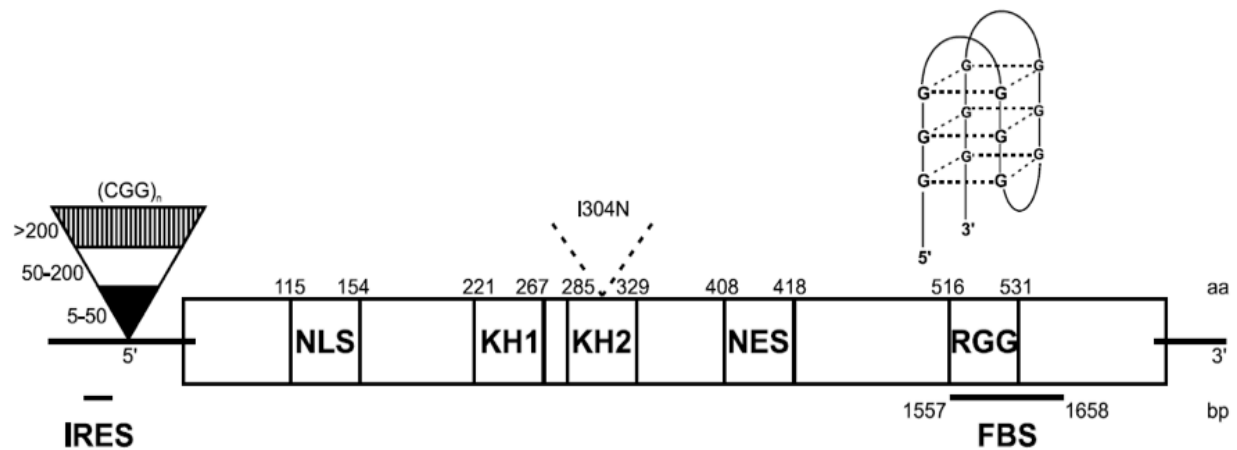 (CGG)n
>200
50-200
5-50
5'
I304N
G G
G G
G G
G G
G G
G G
3'
5'
115 154 221 267 285 329 408 418 516 531 aa
NLS KH1 KH2 NES RGG
3'
1557 1658 bp
IRES FBS